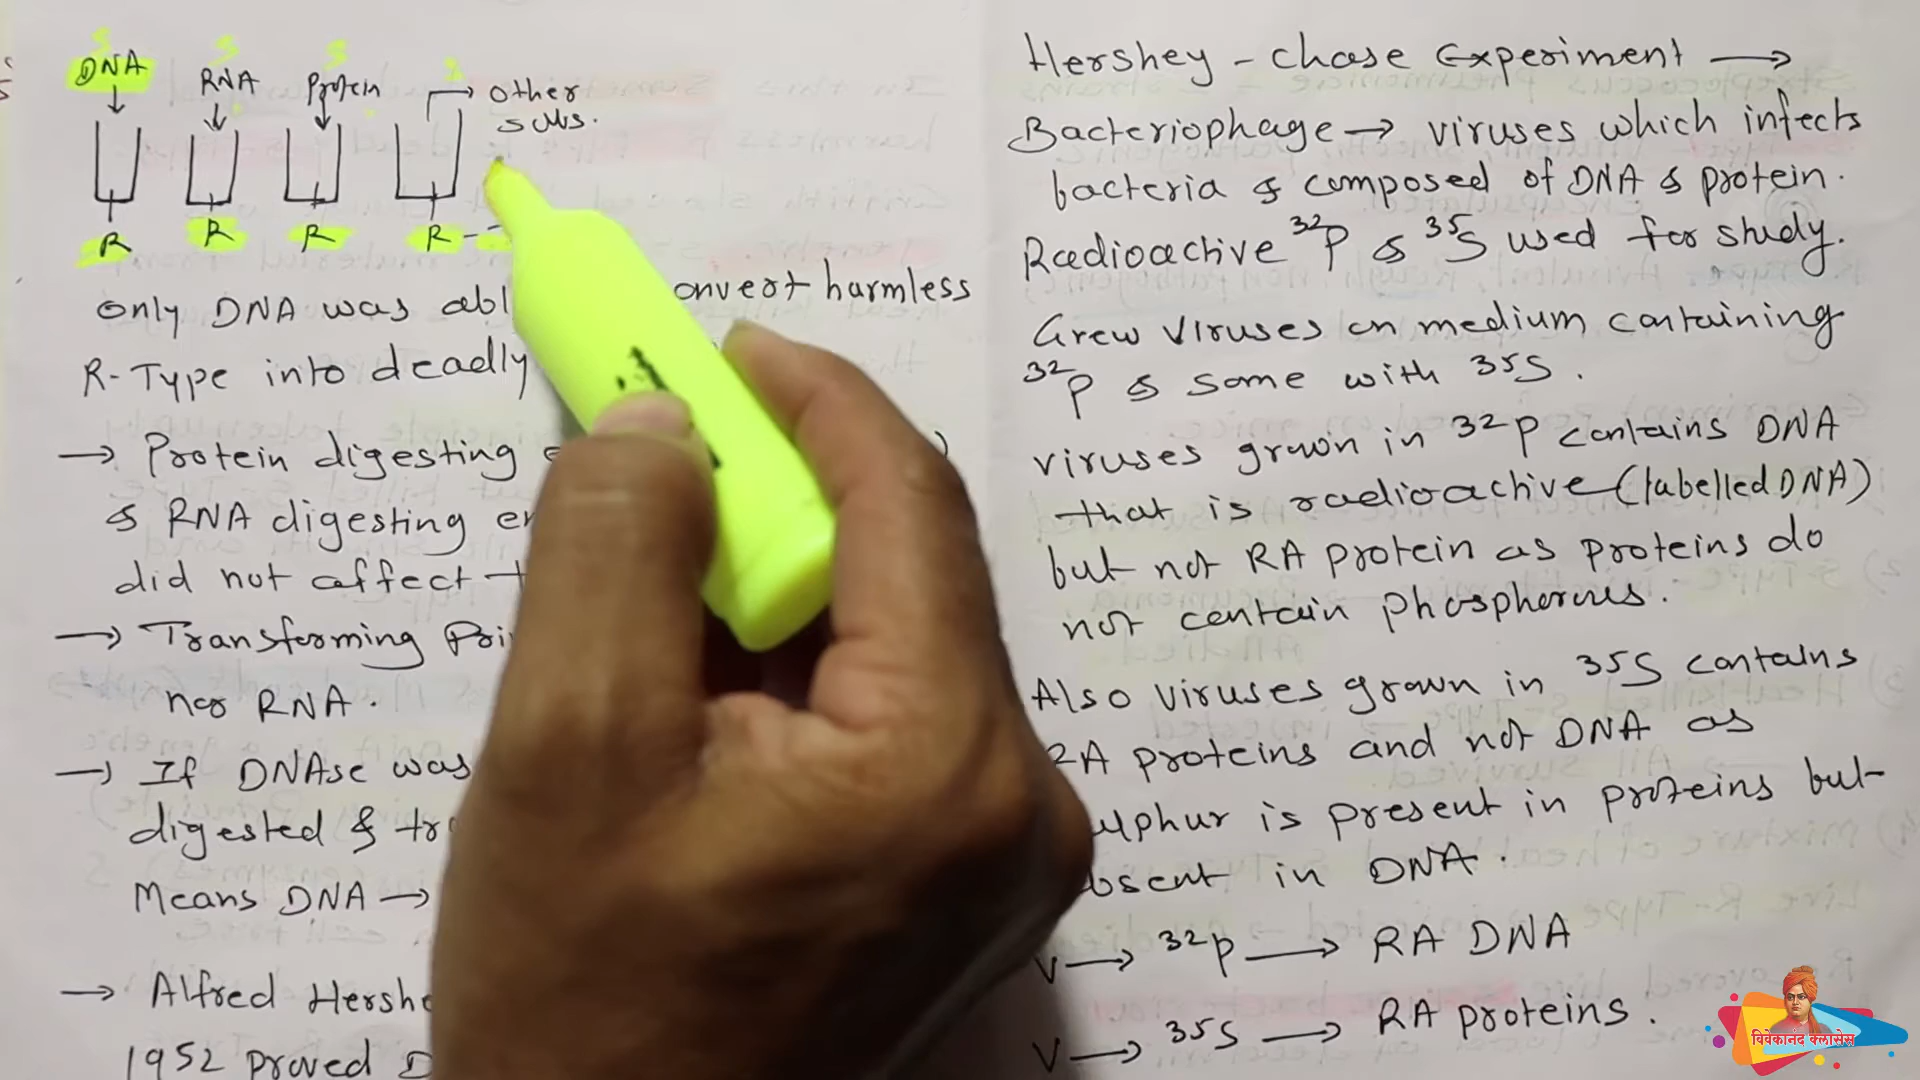 S S S S
DNA RNA Protein Other
subs.
R R R R
Only DNA was abl onvert harmless
R-Type into deadly
→ Protein digesting
& RNA digesting en
did not affect t
→ Transforming Prin
nor RNA.
→ If DNAse was
digested & tr
Means DNA →
→ Alfred Hershe
1952 proved D
Hershey - Chase Experiment →
Bacteriophage → viruses which infects
bacteria & composed of DNA & protein.
Radioactive 32P & 35S used for study.
Grew viruses on medium containing
32P & some with 35S.
viruses grown in 32P contains DNA
that is radioactive (labelled DNA)
but not RA protein as proteins do
not contain phosphorus.
Also viruses grown in 35S contains
RA proteins and not DNA as
ulphur is present in proteins but
bsent in DNA.
V → 32P → RA DNA
V → 35S → RA proteins.
विवेकानंद क्लासेस